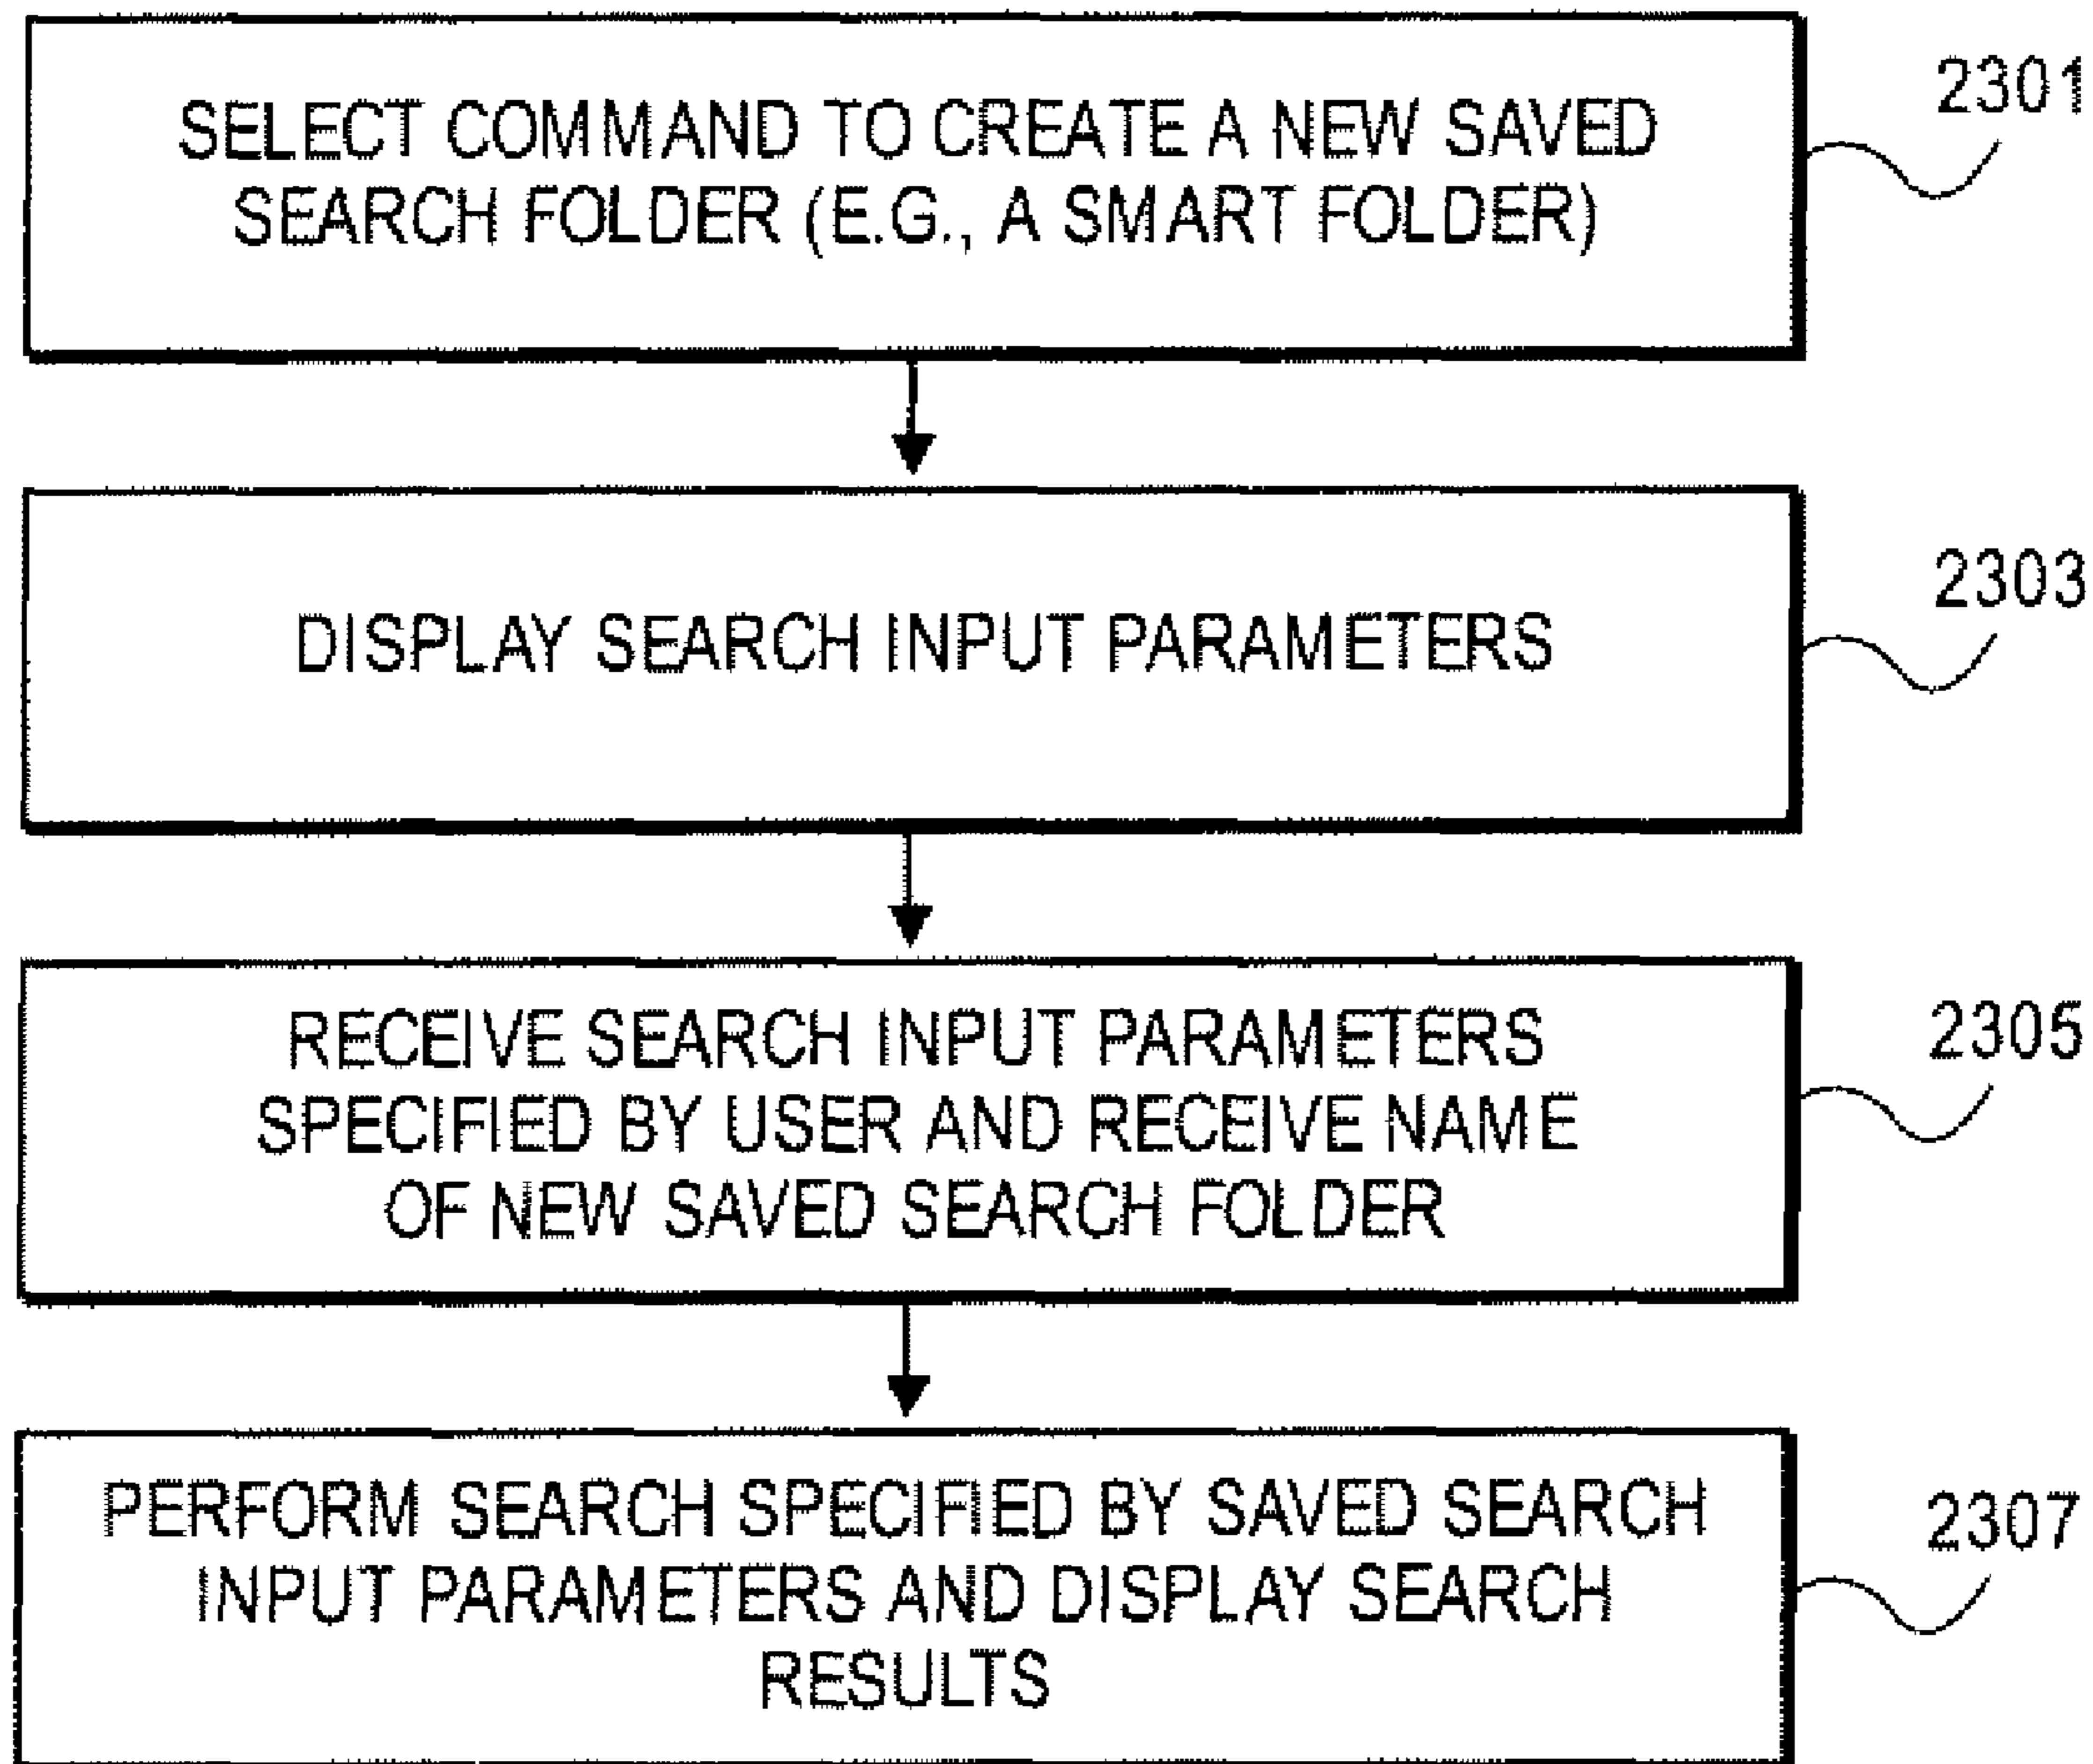 SELECT COMMAND TO CREATE A NEW SAVED
SEARCH FOLDER (E.G., A SMART FOLDER)
2301
DISPLAY SEARCH INPUT PARAMETERS
2303
RECEIVE SEARCH INPUT PARAMETERS
SPECIFIED BY USER AND RECEIVE NAME
OF NEW SAVED SEARCH FOLDER
2305
PERFORM SEARCH SPECIFIED BY SAVED SEARCH
INPUT PARAMETERS AND DISPLAY SEARCH
RESULTS
2307